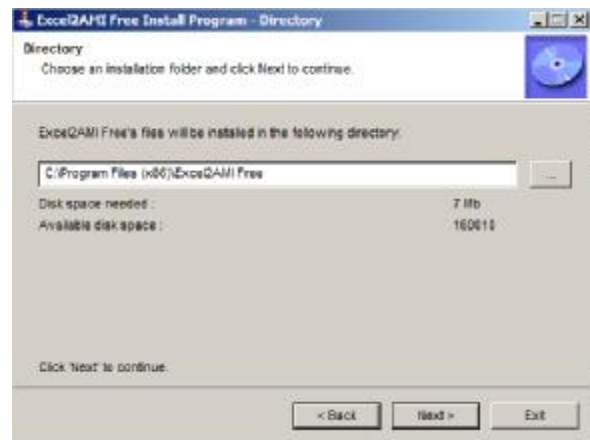 Excel2AMI Free Install Program - Directory
Directory
Choose an installation folder and click Next to continue.
Excel2AMI Free's files will be installed in the following directory:
C:\Program Files (x86)\Excel2AMI Free
...
Disk space needed : 7 Mb
Available disk space :
Click 'Next' to continue.
< Back Next > Exit